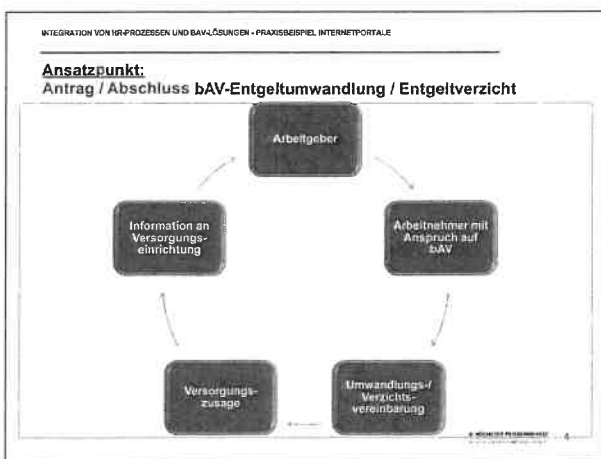 INTEGRATION VON HR-PROZESSEN UND BAV-LÖSUNGEN - PRAXISBEISPIEL INTERNETPORTALE
Ansatzpunkt:
Antrag / Abschluss bAV-Entgeltumwandlung / Entgeltverzicht
Arbeitgeber
Arbeitnehmer mit
Anspruch auf
bAV
Umwandlungs-/
Verzichts-
vereinbarung
Versorgungs-
zusage
Information an
Versorgungs-
einrichtung
4